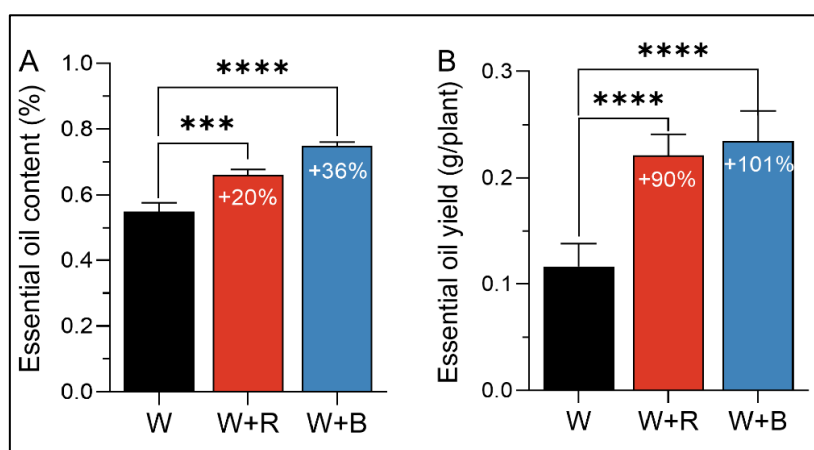 A
Essential oil content (%)
1.0
0.8
0.6
0.4
0.2
0.0
****
***
+20%
+36%
W
W+R
W+B
B
Essential oil yield (g/plant)
0.3
0.2
0.1
0.0
****
****
+90%
+101%
W
W+R
W+B